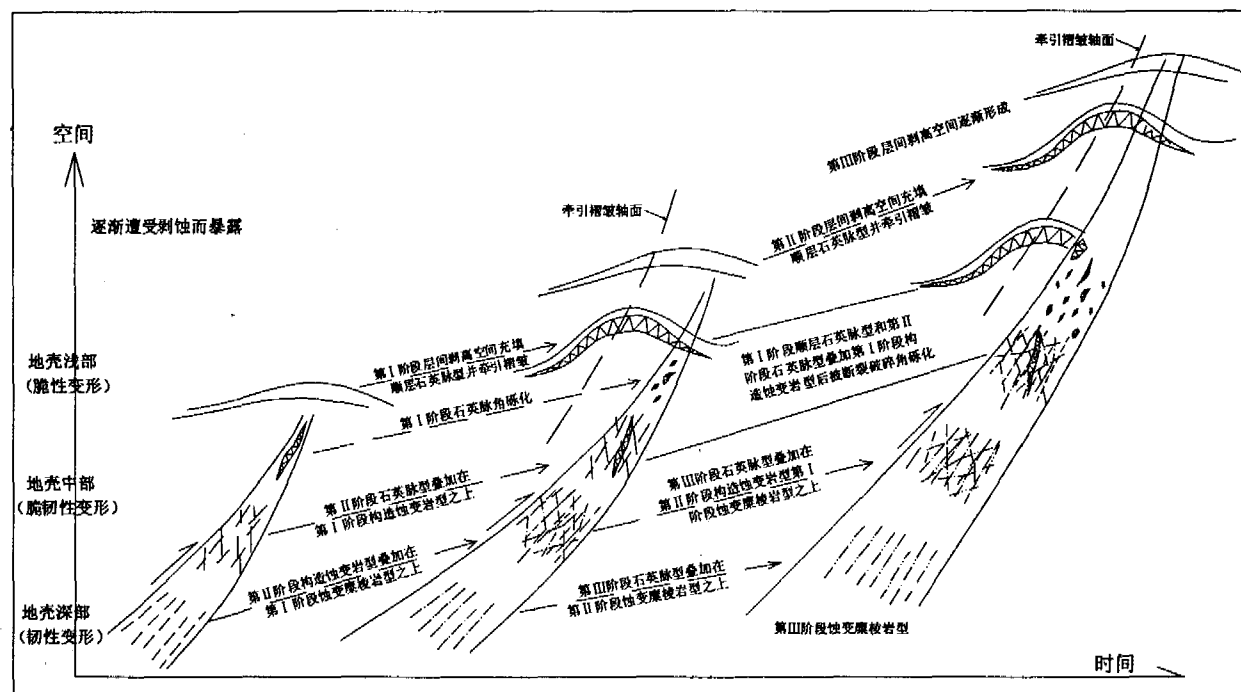 牵引褶皱轴面
空间
第III阶段层间剥离空间逐渐形成
牵引褶皱轴面
逐渐遭受剥蚀而暴露
第II阶段层间剥离空间充填
顺层石英脉型并牵引褶皱
地壳浅部
(脆性变形)
第I阶段层间剥离空间充填
顺层石英脉型并牵引褶皱
第I阶段顺层石英脉型和第II
阶段石英脉型叠加第I阶段构
造蚀变岩型后被断裂破碎角砾化
第I阶段石英脉角砾化
地壳中部
(脆韧性变形)
第II阶段石英脉型叠加在
第I阶段构造蚀变岩型之上
第III阶段石英脉型叠加在
第II阶段构造蚀变岩型第I
阶段蚀变糜棱岩型之上
第II阶段构造蚀变岩型叠加在
第I阶段蚀变糜棱岩型之上
第III阶段石英脉型叠加在
第II阶段蚀变糜棱岩型之上
地壳深部
(韧性变形)
第III阶段蚀变糜棱岩型
时间